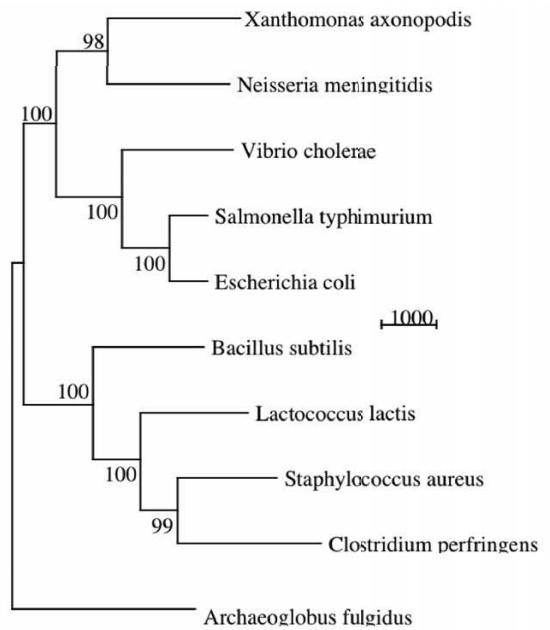 Xanthomonas axonopodis
98
Neisseria meningitidis
100
Vibrio cholerae
100
Salmonella typhimurium
100
Escherichia coli
1000
Bacillus subtilis
100
Lactococcus lactis
100
Staphylococcus aureus
99
Clostridium perfringens
Archaeoglobus fulgidus